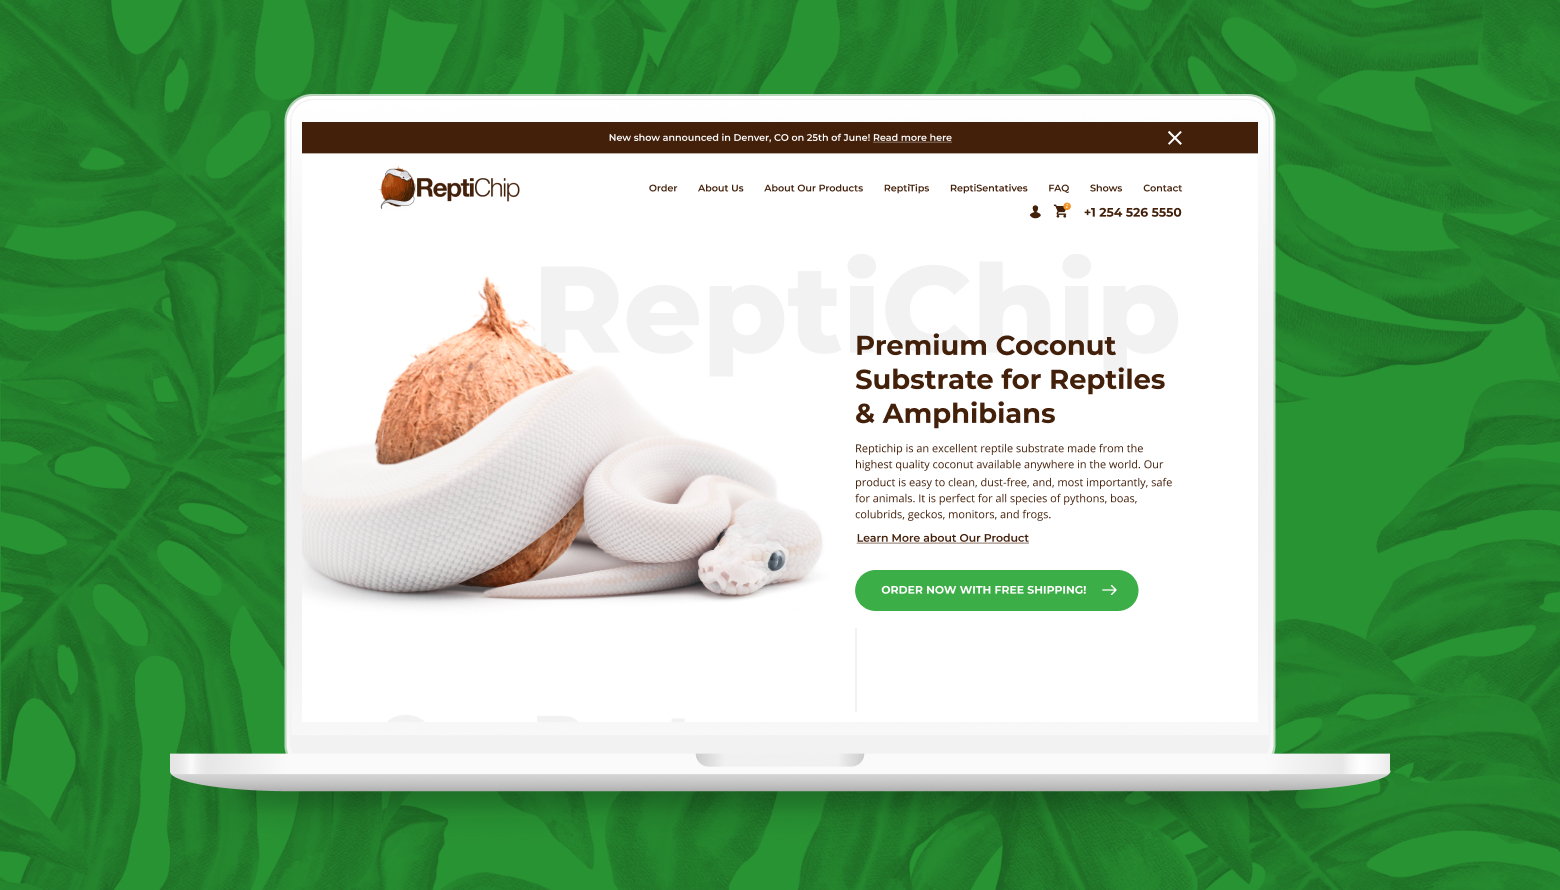 New show announced in Denver, CO on 25th of June! Read more here
ReptiChip
Order About Us About Our Products ReptiTips ReptiSentatives FAQ Shows Contact
+1 254 526 5550
ReptiChip
Premium Coconut
Substrate for Reptiles
& Amphibians
Reptichip is an excellent reptile substrate made from the
highest quality coconut available anywhere in the world. Our
product is easy to clean, dust-free, and, most importantly, safe
for animals. It is perfect for all species of pythons, boas,
colubrids, geckos, monitors, and frogs.
Learn More about Our Product
ORDER NOW WITH FREE SHIPPING!